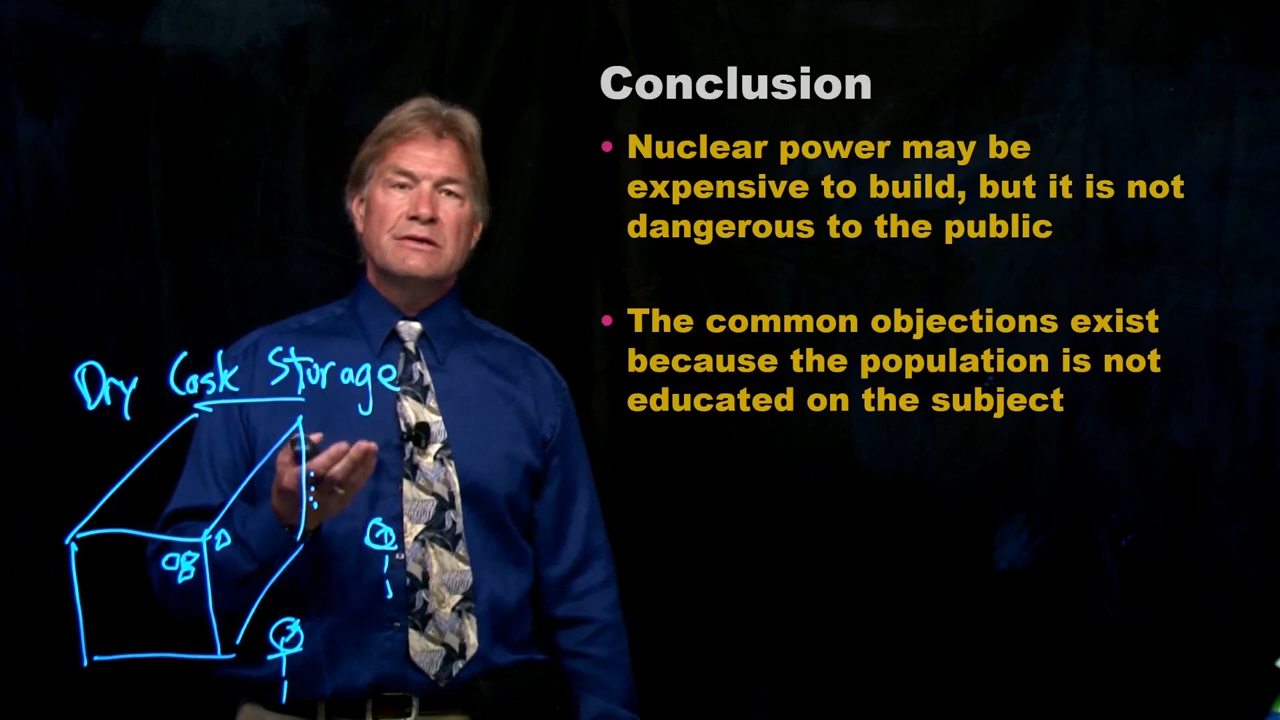 Conclusion
• Nuclear power may be
expensive to build, but it is not
dangerous to the public
• The common objections exist
because the population is not
educated on the subject
Dry Cask Storage